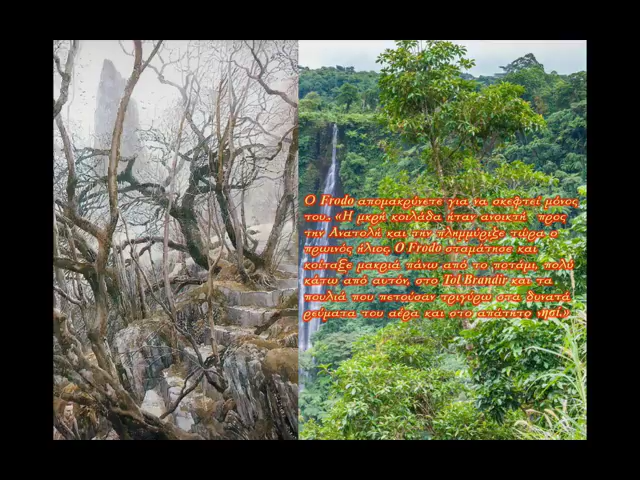 Ο Frodo απομακρύνετε για να σκεφτεί μόνος
του. «Η μκρή κοιλάδα ήταν ανοικτή προς
την Ανατολή και την πλημμύριζε τώρα ο
πρωινός ήλιος. Ο Frodo σταμάτησε και
κοίταξε μακριά πάνω από το ποτάμι, πολύ
κάτω από αυτόν, στο Tol Brandir και τα
πουλιά που πετούσαν τριγύρω στα δυνατά
ρεύματα του αέρα και στο απάτητο νησί.»